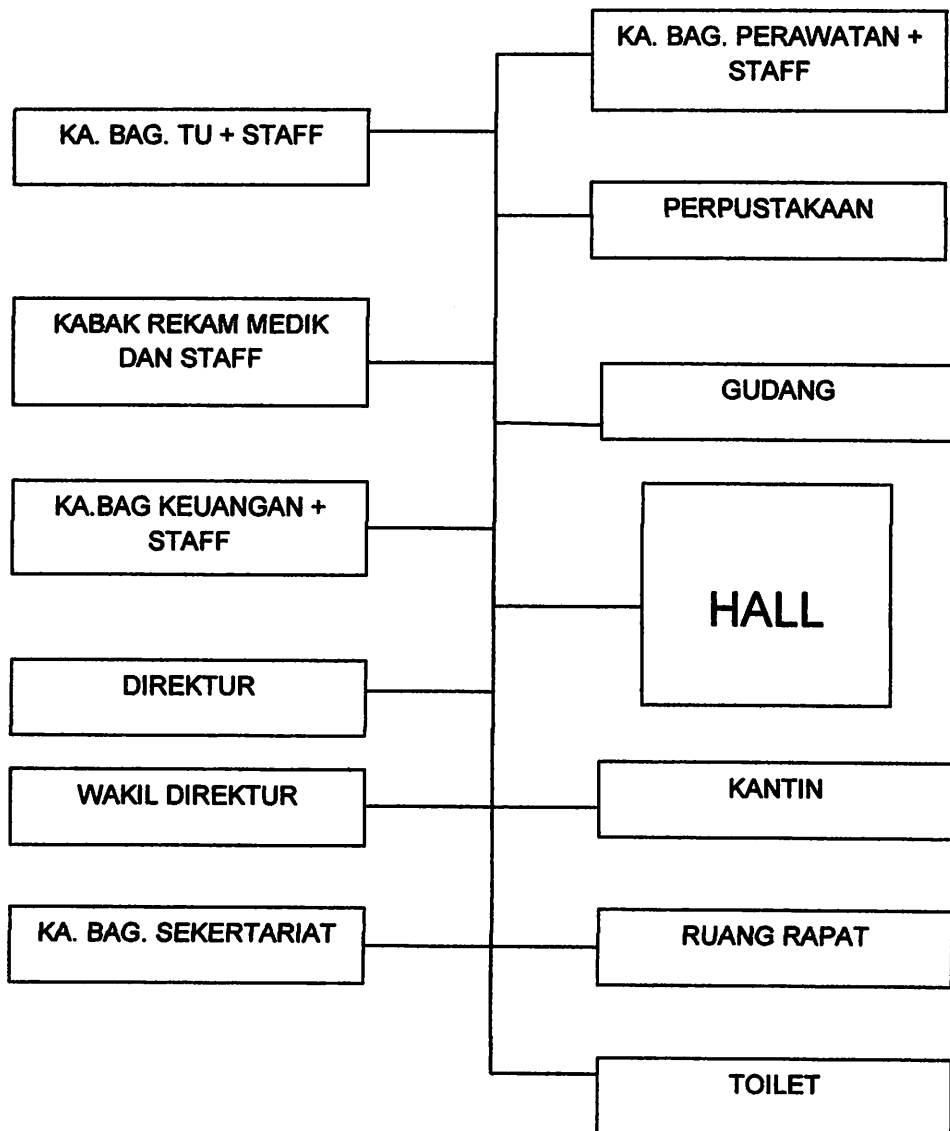 KA. BAG. PERAWATAN +
STAFF
KA. BAG. TU + STAFF
PERPUSTAKAAN
KABAK REKAM MEDIK
DAN STAFF
GUDANG
KA.BAG KEUANGAN +
STAFF
HALL
DIREKTUR
WAKIL DIREKTUR
KANTIN
KA. BAG. SEKERTARIAT
RUANG RAPAT
TOILET